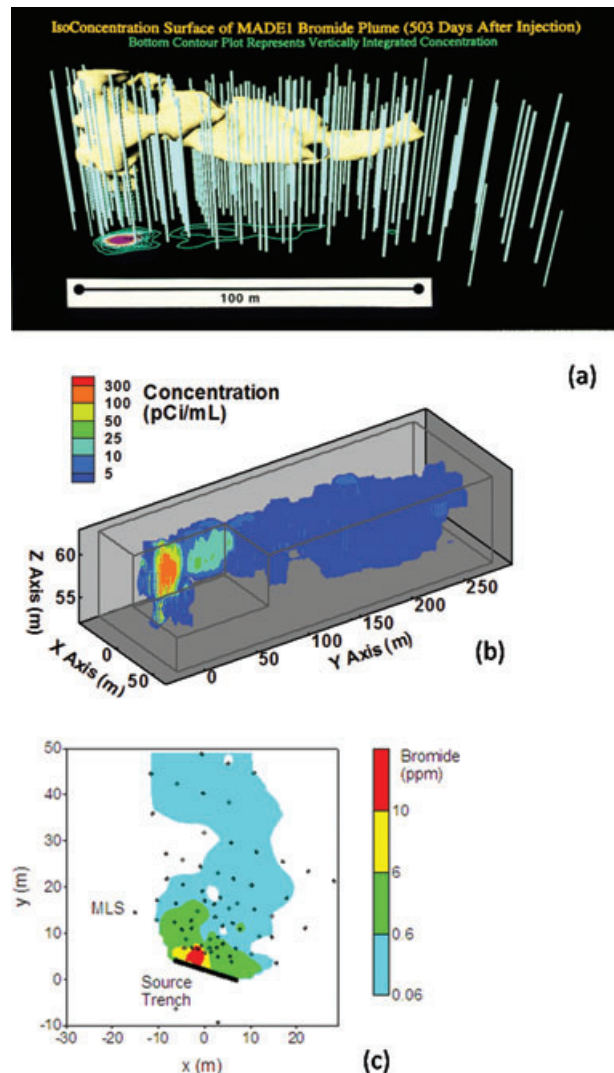 IsoConcentration Surface of MADE1 Bromide Plume (503 Days After Injection)
Bottom Contour Plot Represents Vertically Integrated Concentration
100 m
(a)
300
100
50
25
10
5
Concentration
(pCi/mL)
Z Axis (m)
60
55
X Axis (m)
0
50
0
50
100
150
200
250
Y Axis (m)
(b)
50
40
30
20
10
0
-10
y (m)
MLS
Source
Trench
-30
-20
-10
0
10
20
x (m)
Bromide
(ppm)
10
6
0.6
0.06
(c)